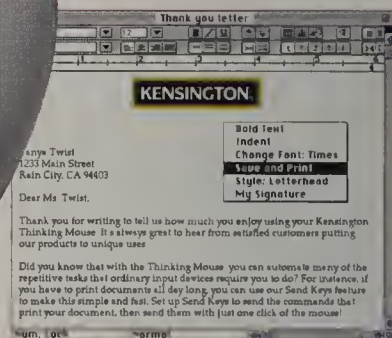 Thank you letter
12
B I U
KENSINGTON
Bold Text
Indent
Change Font: Times
Save and Print
Style: Letterhead
My Signature
Tanya Twist
1233 Main Street
Rain City, CA 94403
Dear Ms. Twist,
Thank you for writing to tell us how much you enjoy using your Kensington
Thinking Mouse. It s always great to hear from satisfied customers putting
our products to unique uses
Did you know that with the Thinking Mouse you can automate many of the
repetitive tasks that ordinary input devices require you to do? For instance, if
you have to print documents all day long, you can use our Send Keys feature
to make this simple and fast. Set up Send Keys to send the commands that
print your document, then send them with just one click of the mouse!